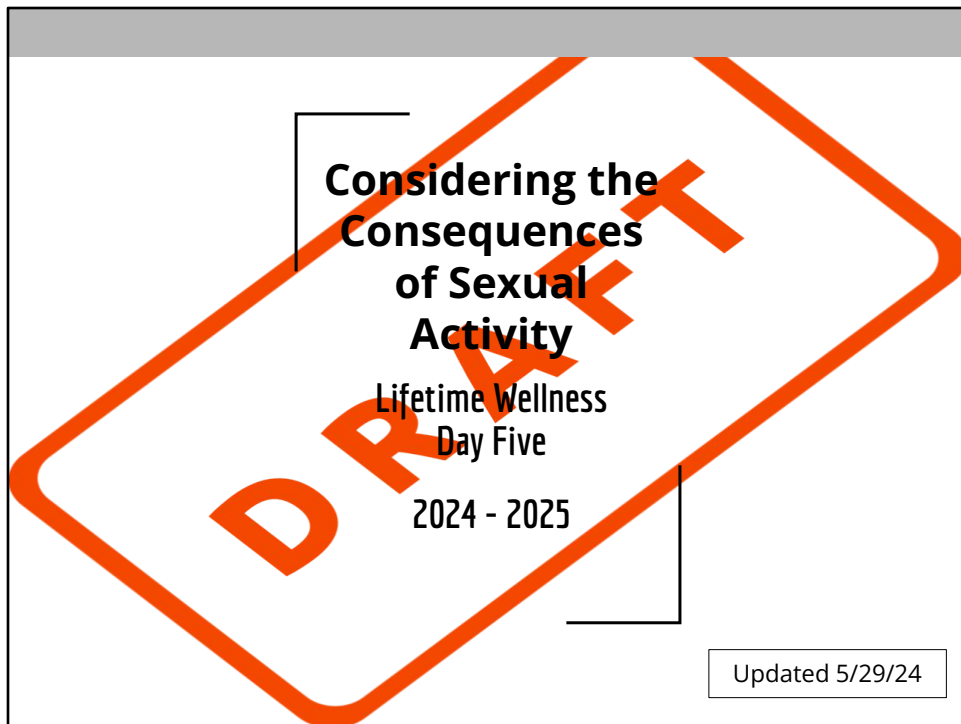 Considering the
Consequences
of Sexual
Activity
Lifetime Wellness
Day Five
2024 - 2025
DRAFT
Updated 5/29/24